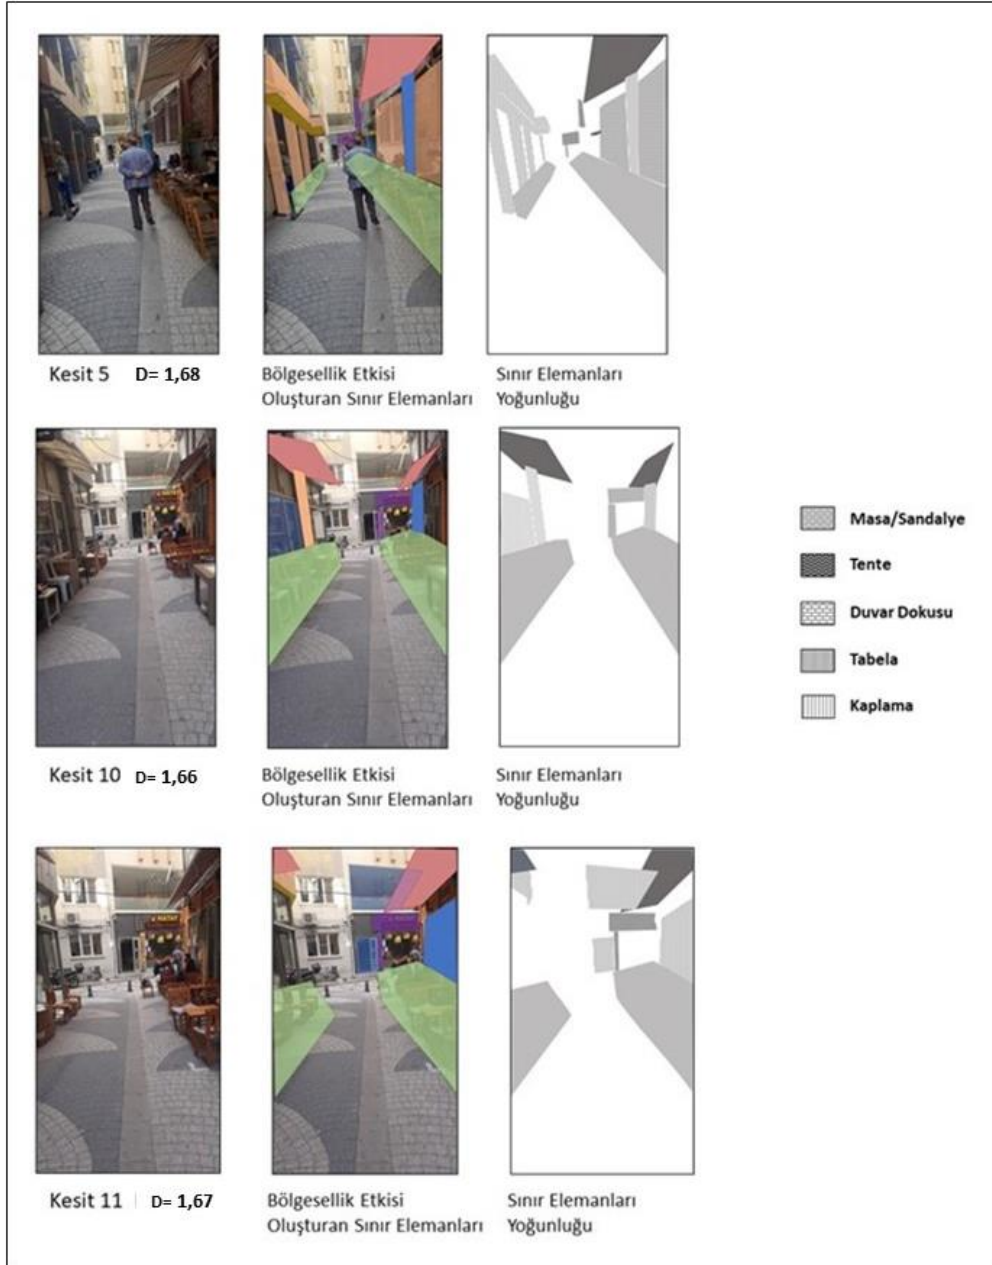 Kesit 5 D= 1,68
Bölgesellik Etkisi
Oluşturan Sınır Elemanları
Sınır Elemanları
Yoğunluğu
Kesit 10 D= 1,66
Bölgesellik Etkisi
Oluşturan Sınır Elemanları
Sınır Elemanları
Yoğunluğu
Masa/Sandalye
Tente
Duvar Dokusu
Tabela
Kaplama
Kesit 11 D= 1,67
Bölgesellik Etkisi
Oluşturan Sınır Elemanları
Sınır Elemanları
Yoğunluğu